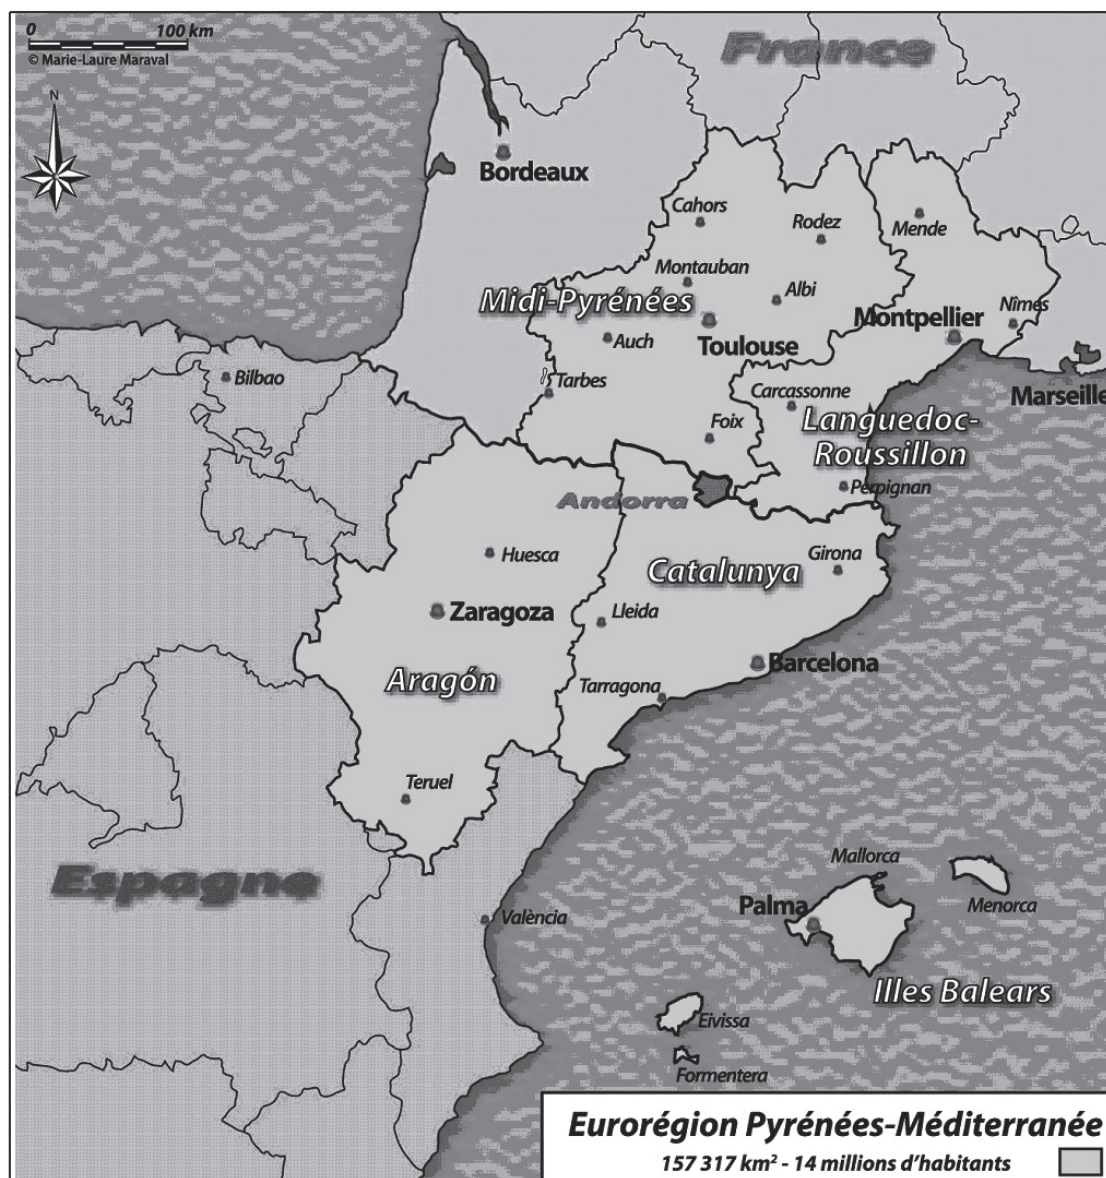 0 100 km
© Marie-Laure Maraval
N
France
Bordeaux
Cahors
Rodez
Mende
Montauban
Midi-Pyrénées
Albi
Nîmes
Montpellier
Auch
Toulouse
Bilbao
Tarbes
Carcassonne
Marseille
Foix
Languedoc-
Roussillon
Perpignan
Andorra
Huesca
Catalunya
Girona
Zaragoza
Lleida
Barcelona
Aragón
Tarragona
Teruel
Espagne
Mallorca
Palma
Menorca
València
Illes Balears
Eivissa
Formentera
Eurorégion Pyrénées-Méditerranée
157 317 km² - 14 millions d’habitants